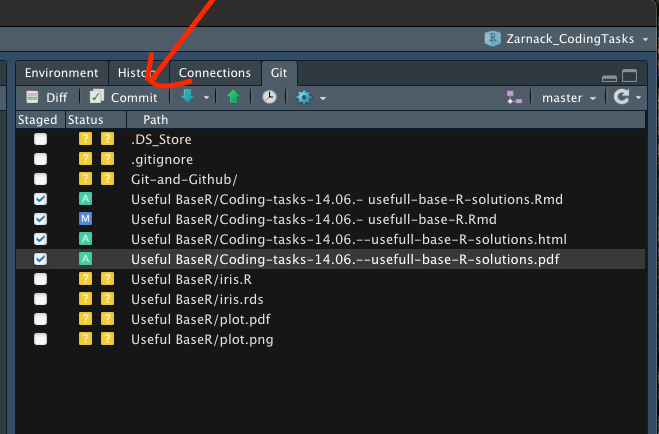 Zarnack_CodingTasks
Environment Histo Connections Git
Diff Commit master
Staged Status Path
? ? .DS_Store
? ? .gitignore
? ? Git-and-Github/
A Useful BaseR/Coding-tasks-14.06.- usefull-base-R-solutions.Rmd
M Useful BaseR/Coding-tasks-14.06.- usefull-base-R.Rmd
A Useful BaseR/Coding-tasks-14.06.--usefull-base-R-solutions.html
A Useful BaseR/Coding-tasks-14.06.--usefull-base-R-solutions.pdf
? ? Useful BaseR/iris.R
? ? Useful BaseR/iris.rds
? ? Useful BaseR/plot.pdf
? ? Useful BaseR/plot.png